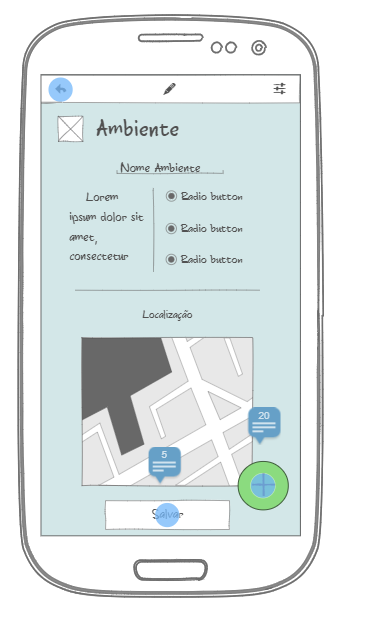 Ambiente
Nome Ambiente
Lorem
ipsum dolor sit
amet,
consectetur
Radio button
Radio button
Radio button
Localização
20
5
Salvar